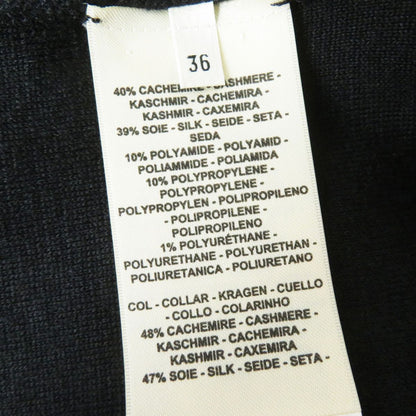 36
40% CACHEMIRE - CASHMERE -
KASCHMIR - CACHEMIRA -
KASHMIR - CAXEMIRA
39% SOIE - SILK - SEIDE - SETA -
SEDA
10% POLYAMIDE - POLYAMID -
POLIAMMIDE - POLIAMIDA
10% POLYPROPYLENE -
POLYPROPYLENE -
POLYPROPYLEN - POLIPROPILENO
- POLIPROPILENE -
POLIPROPILENO
1% POLYURÉTHANE -
POLYURETHANE - POLYURETHAN -
POLIURETANICA - POLIURETANO
COL - COLLAR - KRAGEN - CUELLO
- COLLO - COLARINHO
48% CACHEMIRE - CASHMERE -
KASCHMIR - CACHEMIRA -
KASHMIR - CAXEMIRA
47% SOIE - SILK - SEIDE - SETA -